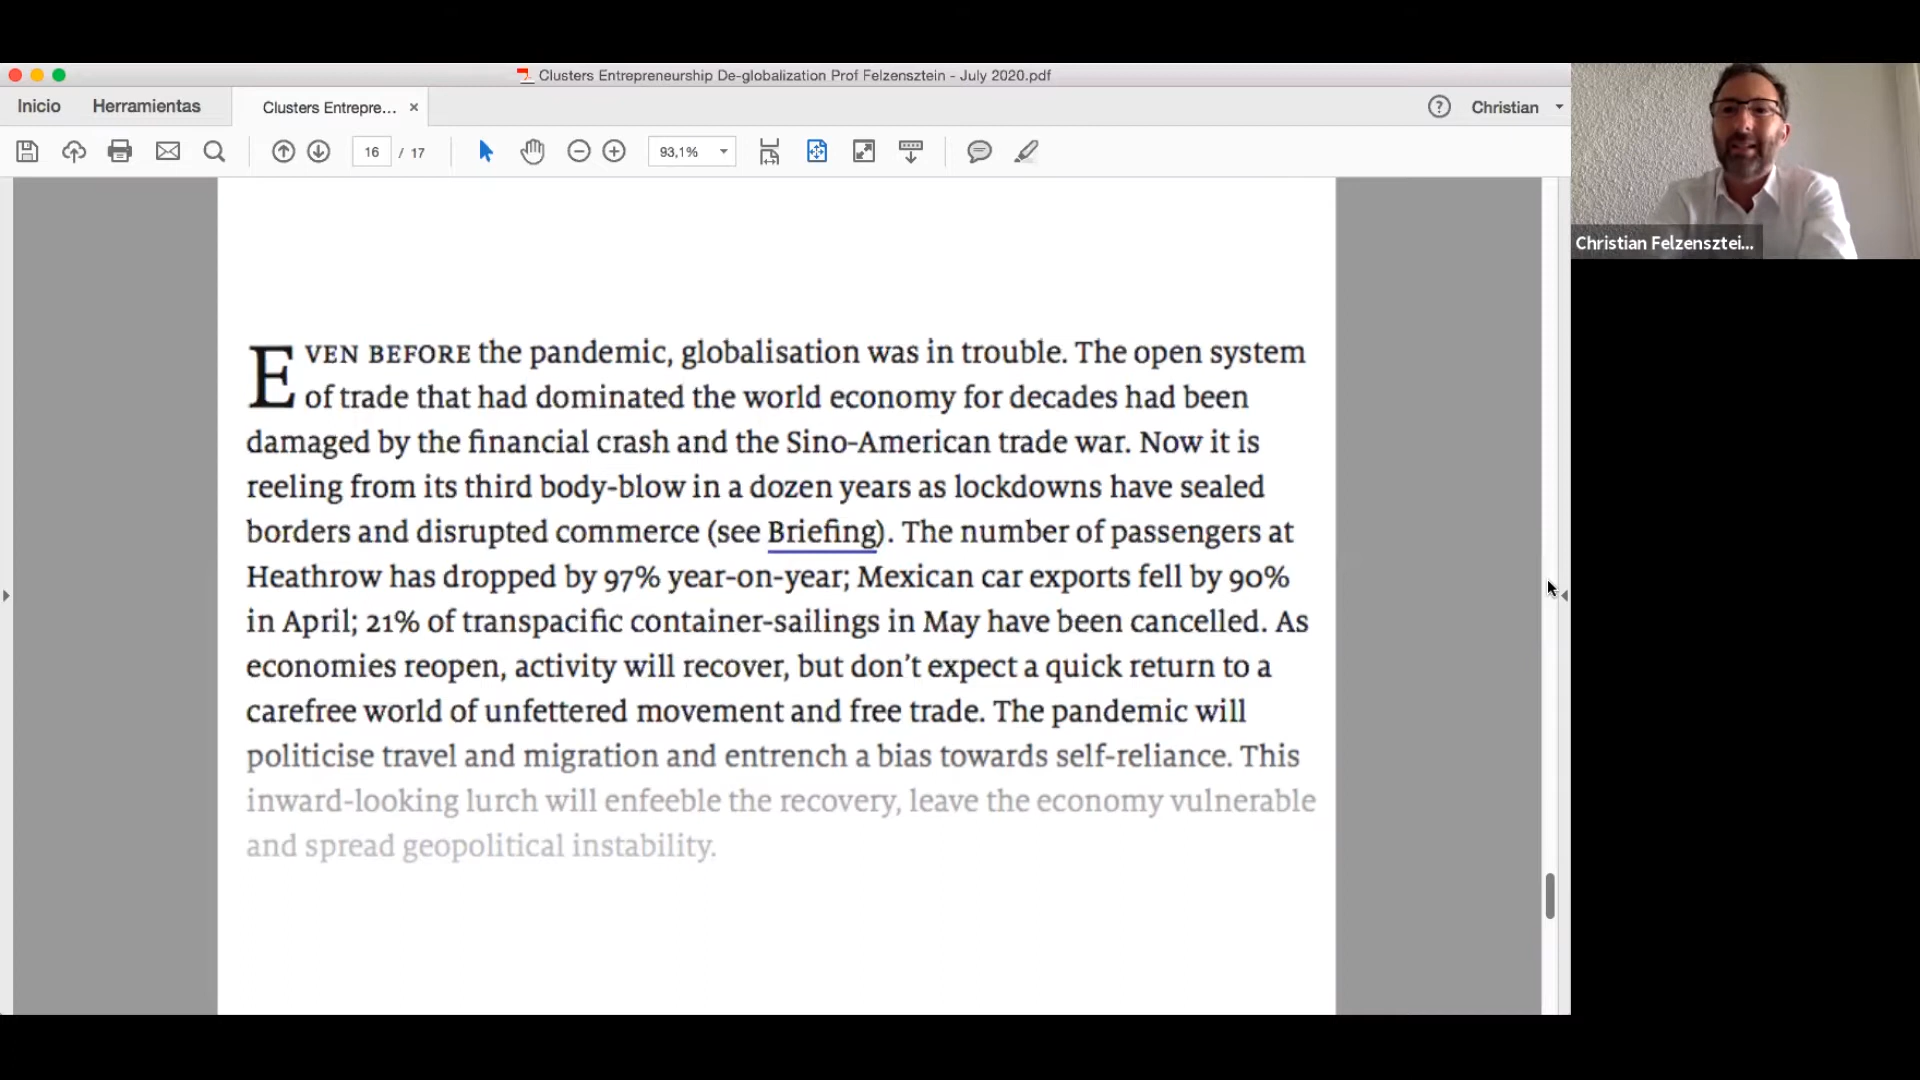 Clusters Entrepreneurship De-globalization Prof Felzensztein - July 2020.pdf
Inicio
Herramientas
Clusters Entrepre...
Christian
16 / 17
93,1%
Christian Felzensztei...
EVEN BEFORE the pandemic, globalisation was in trouble. The open system
of trade that had dominated the world economy for decades had been
damaged by the financial crash and the Sino-American trade war. Now it is
reeling from its third body-blow in a dozen years as lockdowns have sealed
borders and disrupted commerce (see Briefing). The number of passengers at
Heathrow has dropped by 97% year-on-year; Mexican car exports fell by 90%
in April; 21% of transpacific container-sailings in May have been cancelled. As
economies reopen, activity will recover, but don’t expect a quick return to a
carefree world of unfettered movement and free trade. The pandemic will
politicise travel and migration and entrench a bias towards self-reliance. This
inward-looking lurch will enfeeble the recovery, leave the economy vulnerable
and spread geopolitical instability.